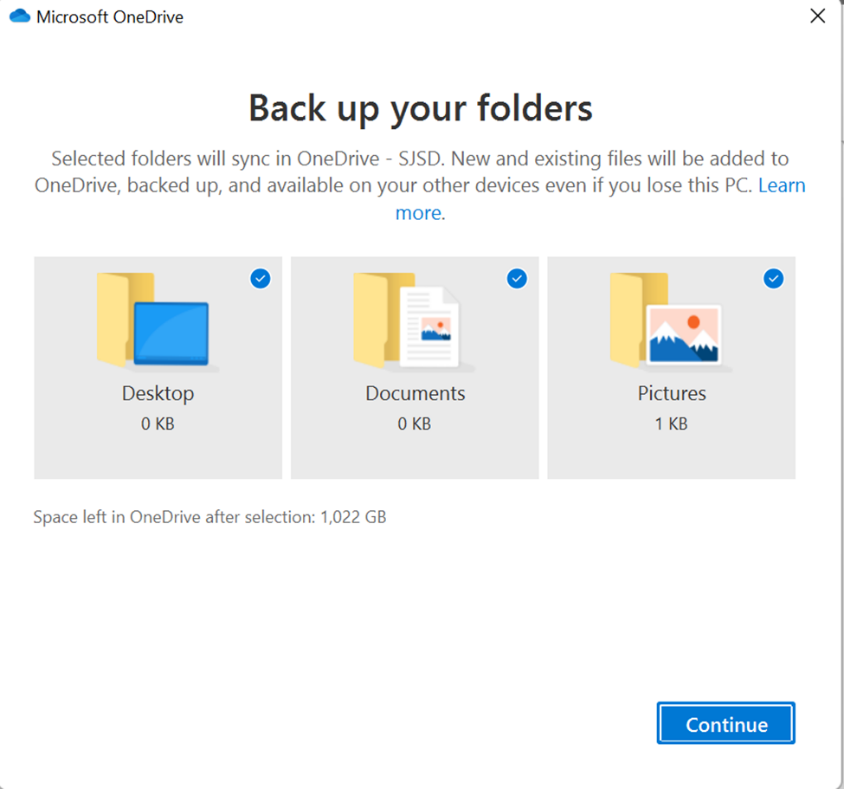 Microsoft OneDrive
Back up your folders
Selected folders will sync in OneDrive - SJSD. New and existing files will be added to
OneDrive, backed up, and available on your other devices even if you lose this PC. Learn
more.
Desktop
0 KB
Documents
0 KB
Pictures
1 KB
Space left in OneDrive after selection: 1,022 GB
Continue